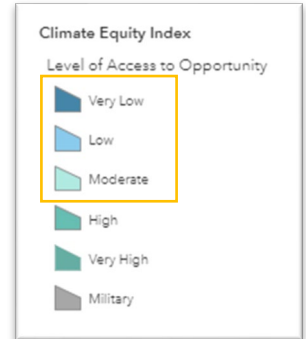 Climate Equity Index
Level of Access to Opportunity
Very Low
Low
Moderate
High
Very High
Military